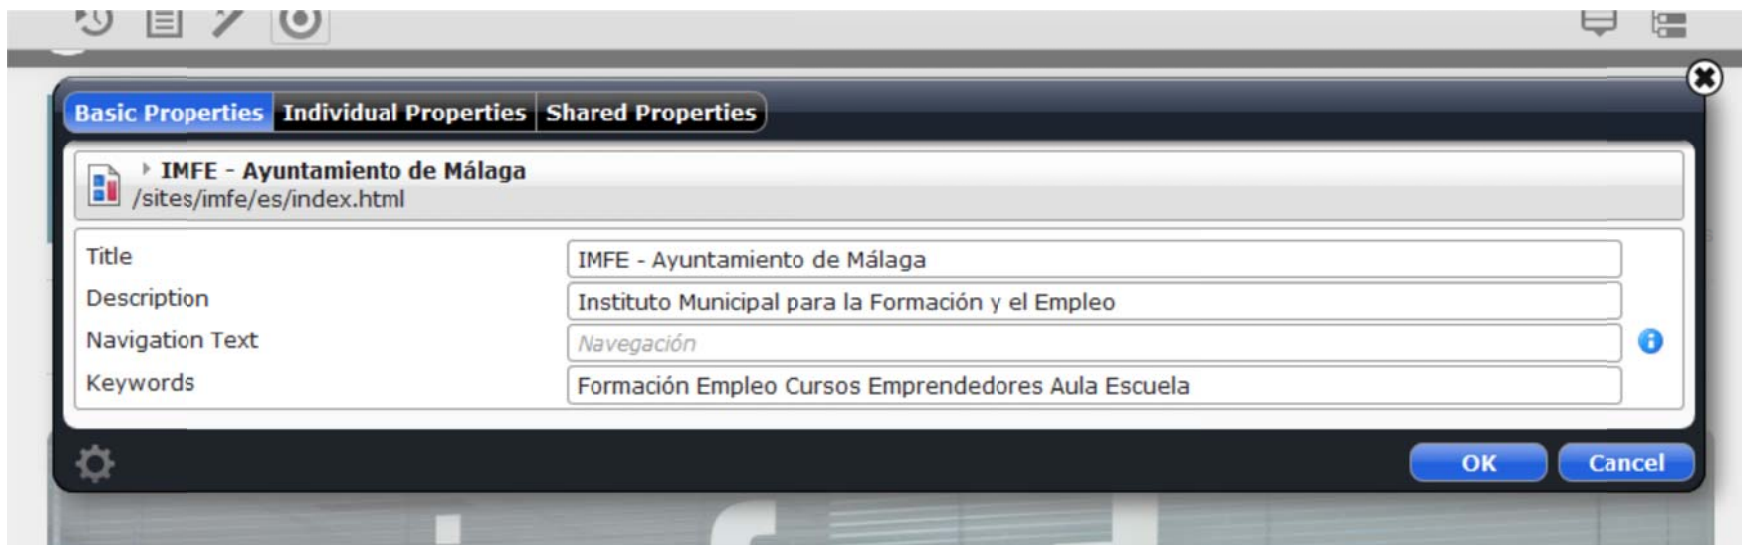 Basic Properties Individual Properties Shared Properties
IMFE - Ayuntamiento de Málaga
/sites/imfe/es/index.html
Title IMFE - Ayuntamiento de Málaga
Description Instituto Municipal para la Formación y el Empleo
Navigation Text Navegación
Keywords Formación Empleo Cursos Emprendedores Aula Escuela
OK Cancel